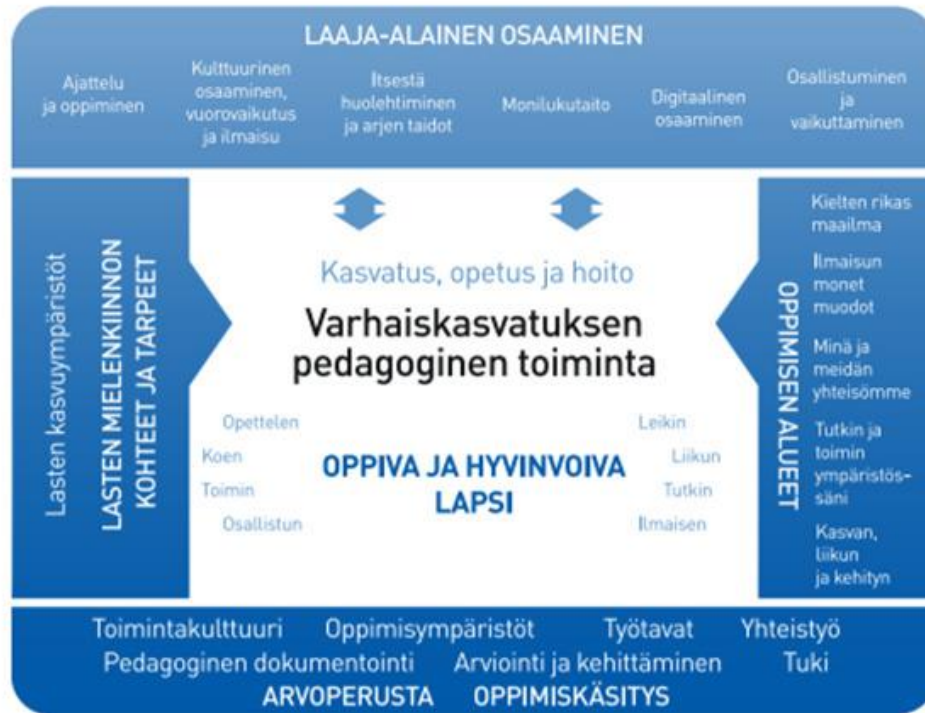 LAAJA-ALAINEN OSAAMINEN
Ajattelu
ja oppiminen
Kulttuurinen
osaaminen,
vuorovaikutus
ja ilmaisu
Itsestä
huolehtiminen
ja arjen taidot
Monilukutaito
Digitaalinen
osaaminen
Osallistuminen
ja
vaikuttaminen
Lasten kasvuympäristöt
LASTEN MIELENKIINNON
KOHTEET JA TARPEET
Kasvatus, opetus ja hoito
Varhaiskasvatuksen
pedagoginen toiminta
Opettelen
Koen
Toimin
Osallistun
OPPIVA JA HYVINVOIVA
LAPSI
Leikin
Liikun
Tutkin
Ilmaisen
OPPIMISEN ALUEET
Kielten rikas
maailma
Ilmaisun
monet
muodot
Minä ja
meidän
yhteisömme
Tutkin ja
toimin
ympäristös-
säni
Kasvan,
liikun
ja kehityn
Toimintakulttuuri Oppimisympäristöt Työtavat Yhteistyö
Pedagoginen dokumentointi Arviointi ja kehittäminen Tuki
ARVOPERUSTA OPPIMISKÄSITYS